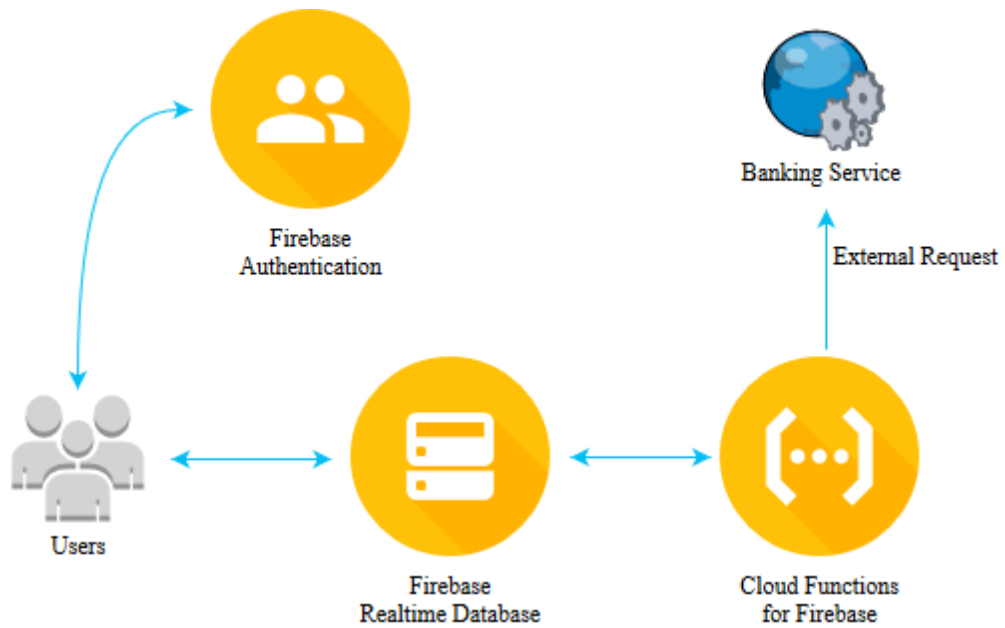 Banking Service
Firebase
Authentication
External Request
Users
Firebase
Realtime Database
Cloud Functions
for Firebase